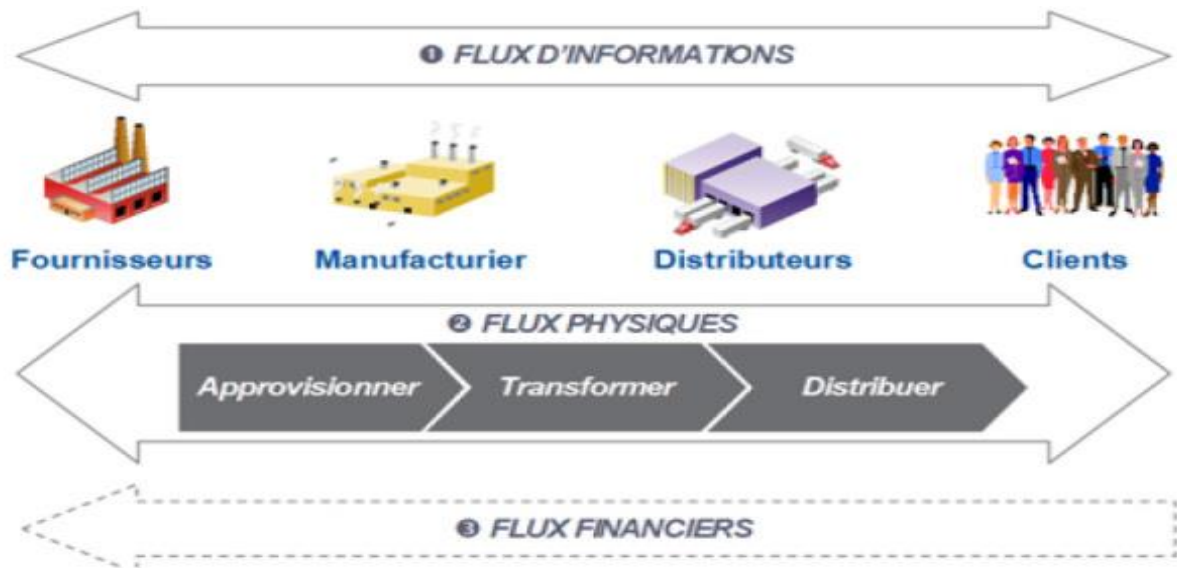 ❶ FLUX D'INFORMATIONS
Fournisseurs
Manufacturier
Distributeurs
Clients
❷ FLUX PHYSIQUES
Approvisionner
Transformer
Distribuer
❸ FLUX FINANCIERS